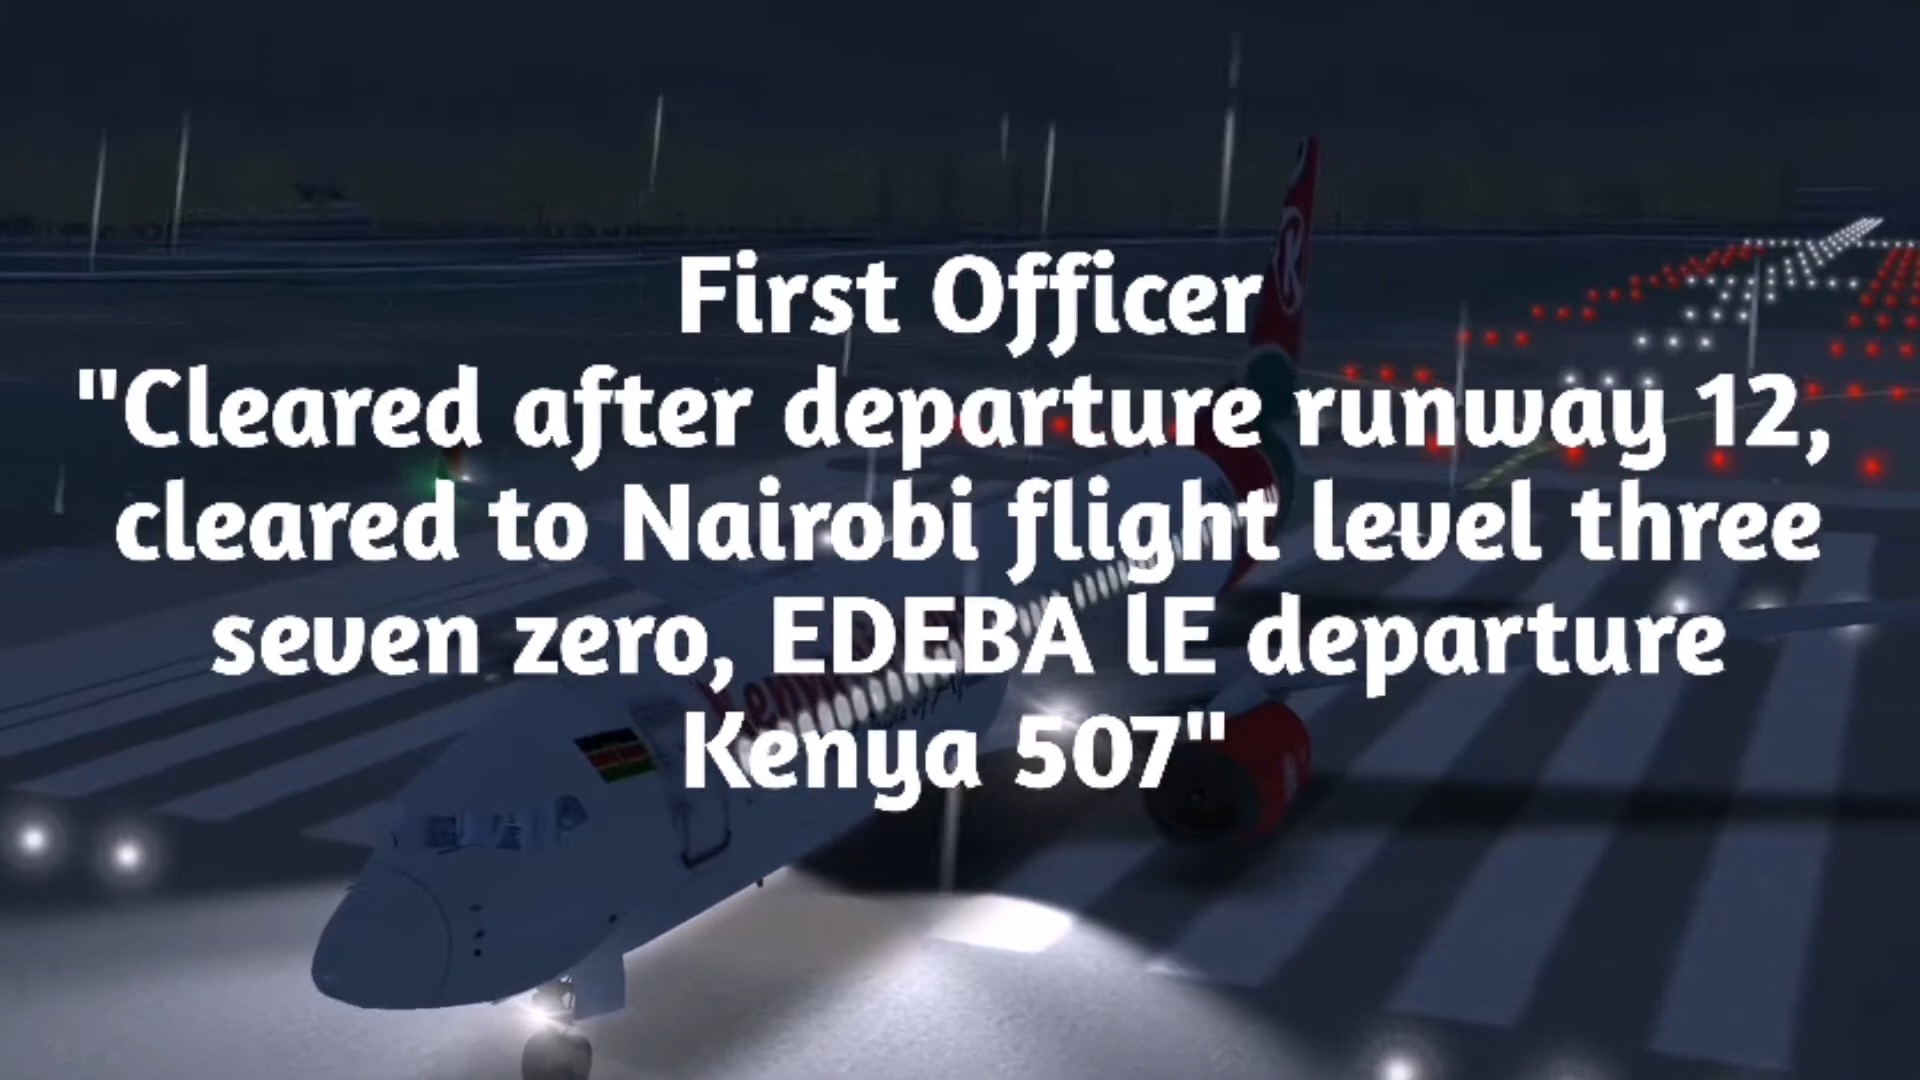 First Officer
"Cleared after departure runway 12,
cleared to Nairobi flight level three
seven zero, EDEBA lE departure
Kenya 507"
K
Kenya